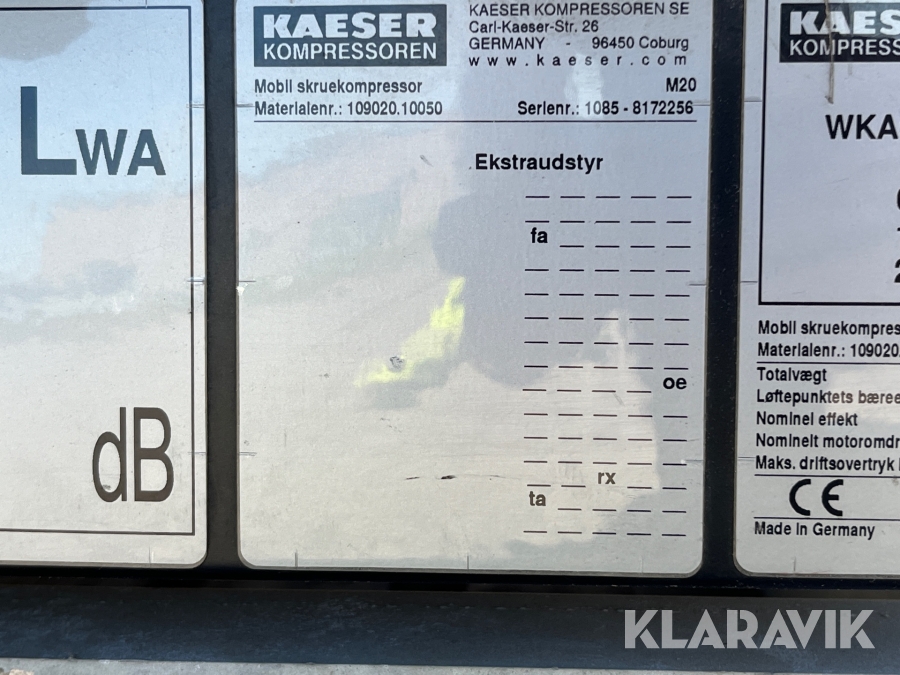 LWA
dB
KAESER
KOMPRESSOREN
KAESER KOMPRESSOREN SE
Carl-Kaeser-Str. 26
GERMANY - 96450 Coburg
www.kaeser.com
Mobil skruekompressor M20
Materialenr.: 109020.10050 Serienr.: 1085 - 8172256
Ekstraudstyr
fa
oe
rx
ta
KAES
KOMPRESS
WKA
Mobil skruekompres
Materialenr.: 109020.
Totalvægt
Løftepunktets bæree
Nominel effekt
Nominelt motoromdr
Maks. driftsovertryk
CE
Made in Germany
KLARAVIK